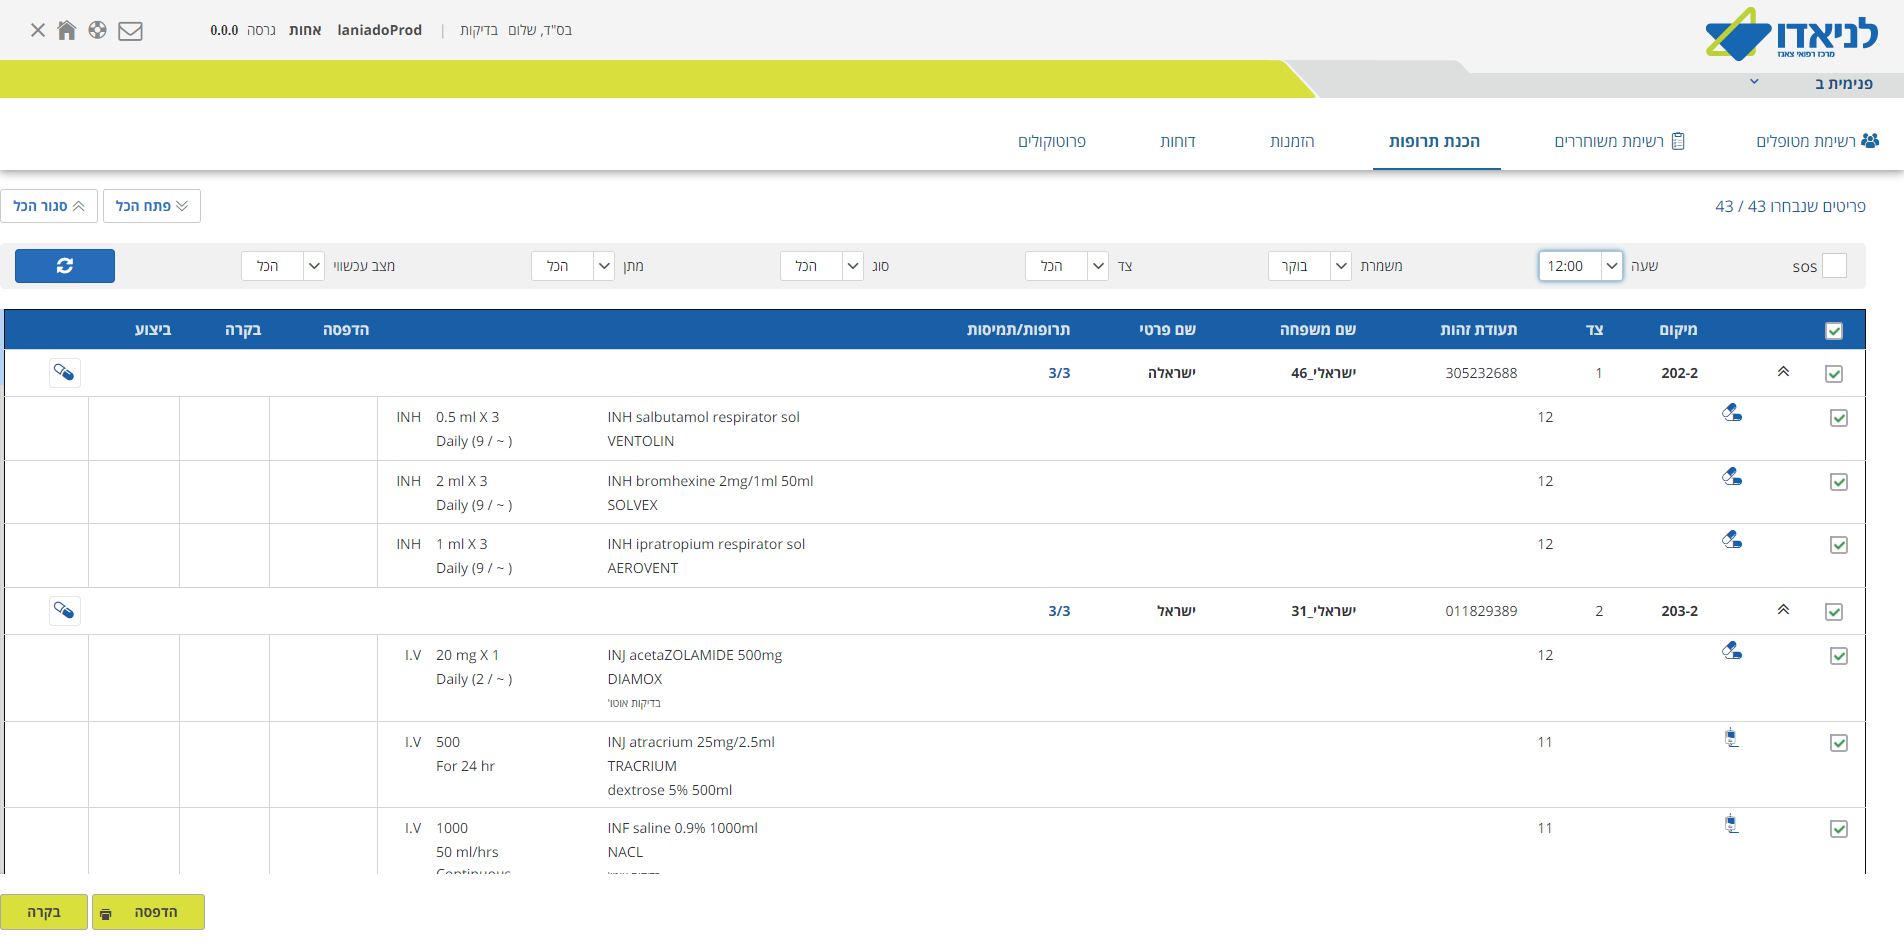 לניאדו
מרכז רפואי צאנז
בס"ד, שלום בדיקות | laniadoProd אחות גרסה 0.0.0
פנימית ב
רשימת מטופלים רשימת משוחררים הכנת תרופות הזמנות דוחות פרוטוקולים
פריטים שנבחרו 43 / 43 פתח הכל סגור הכל
sos שעה 12:00 משמרת בוקר צד הכל סוג הכל מתן הכל מצב עכשווי הכל
מיקום צד תעודת זהות שם משפחה שם פרטי תרופות/תמיסות הדפסה בקרה ביצוע
202-2 1 305232688 ישראלי_46 ישראלה 3/3
12 INH salbutamol respirator sol 0.5 ml X 3 INH
VENTOLIN Daily (9 / ~ )
12 INH bromhexine 2mg/1ml 50ml 2 ml X 3 INH
SOLVEX Daily (9 / ~ )
12 INH ipratropium respirator sol 1 ml X 3 INH
AEROVENT Daily (9 / ~ )
203-2 2 011829389 ישראלי_31 ישראל 3/3
12 INJ acetaZOLAMIDE 500mg 20 mg X 1 I.V
DIAMOX Daily (2 / ~ )
בדיקות אוטו'
11 INJ atracrium 25mg/2.5ml 500 I.V
TRACRIUM For 24 hr
dextrose 5% 500ml
11 INF saline 0.9% 1000ml 1000 I.V
NACL 50 ml/hrs
Continuous
הדפסה בקרה